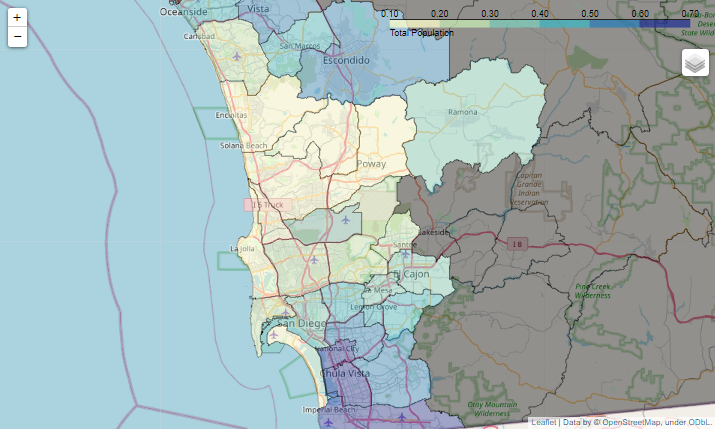 +
−
0.10 0.20 0.30 0.40 0.50 0.60 0.70
Total Population
Oceanside
Vista
Carlsbad
San Marcos
Escondido
Encinitas
Ramona
Solana Beach
Poway
Capitan
Grande
Indian
Reservation
I 5 Truck
Lakeside
18
La Jolla
Santee
El Cajon
La Mesa
Pine Creek
Wilderness
Lemon Grove
San Diego
National City
Chula Vista
Otay Mountain
Wilderness
Imperial Beach
Leaflet | Data by © OpenStreetMap, under ODbL.